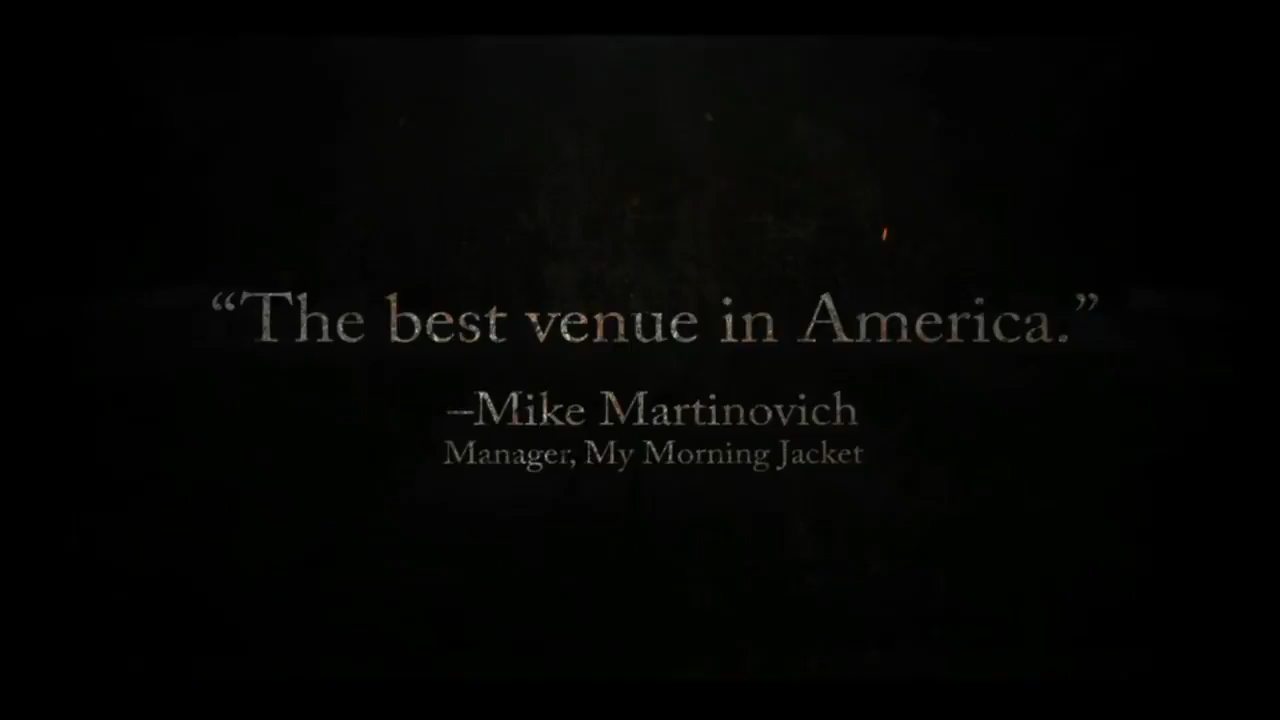 “The best venue in America.”
–Mike Martinovich
Manager, My Morning Jacket